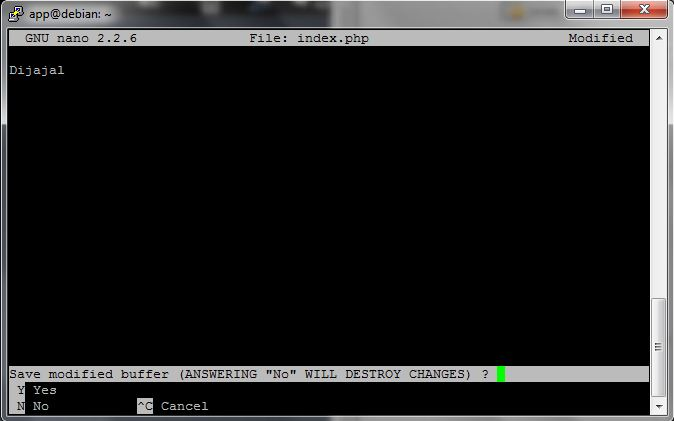 app@debian: ~
GNU nano 2.2.6 File: index.php Modified
Dijajal
Save modified buffer (ANSWERING "No" WILL DESTROY CHANGES) ?
Y Yes
N No ^C Cancel